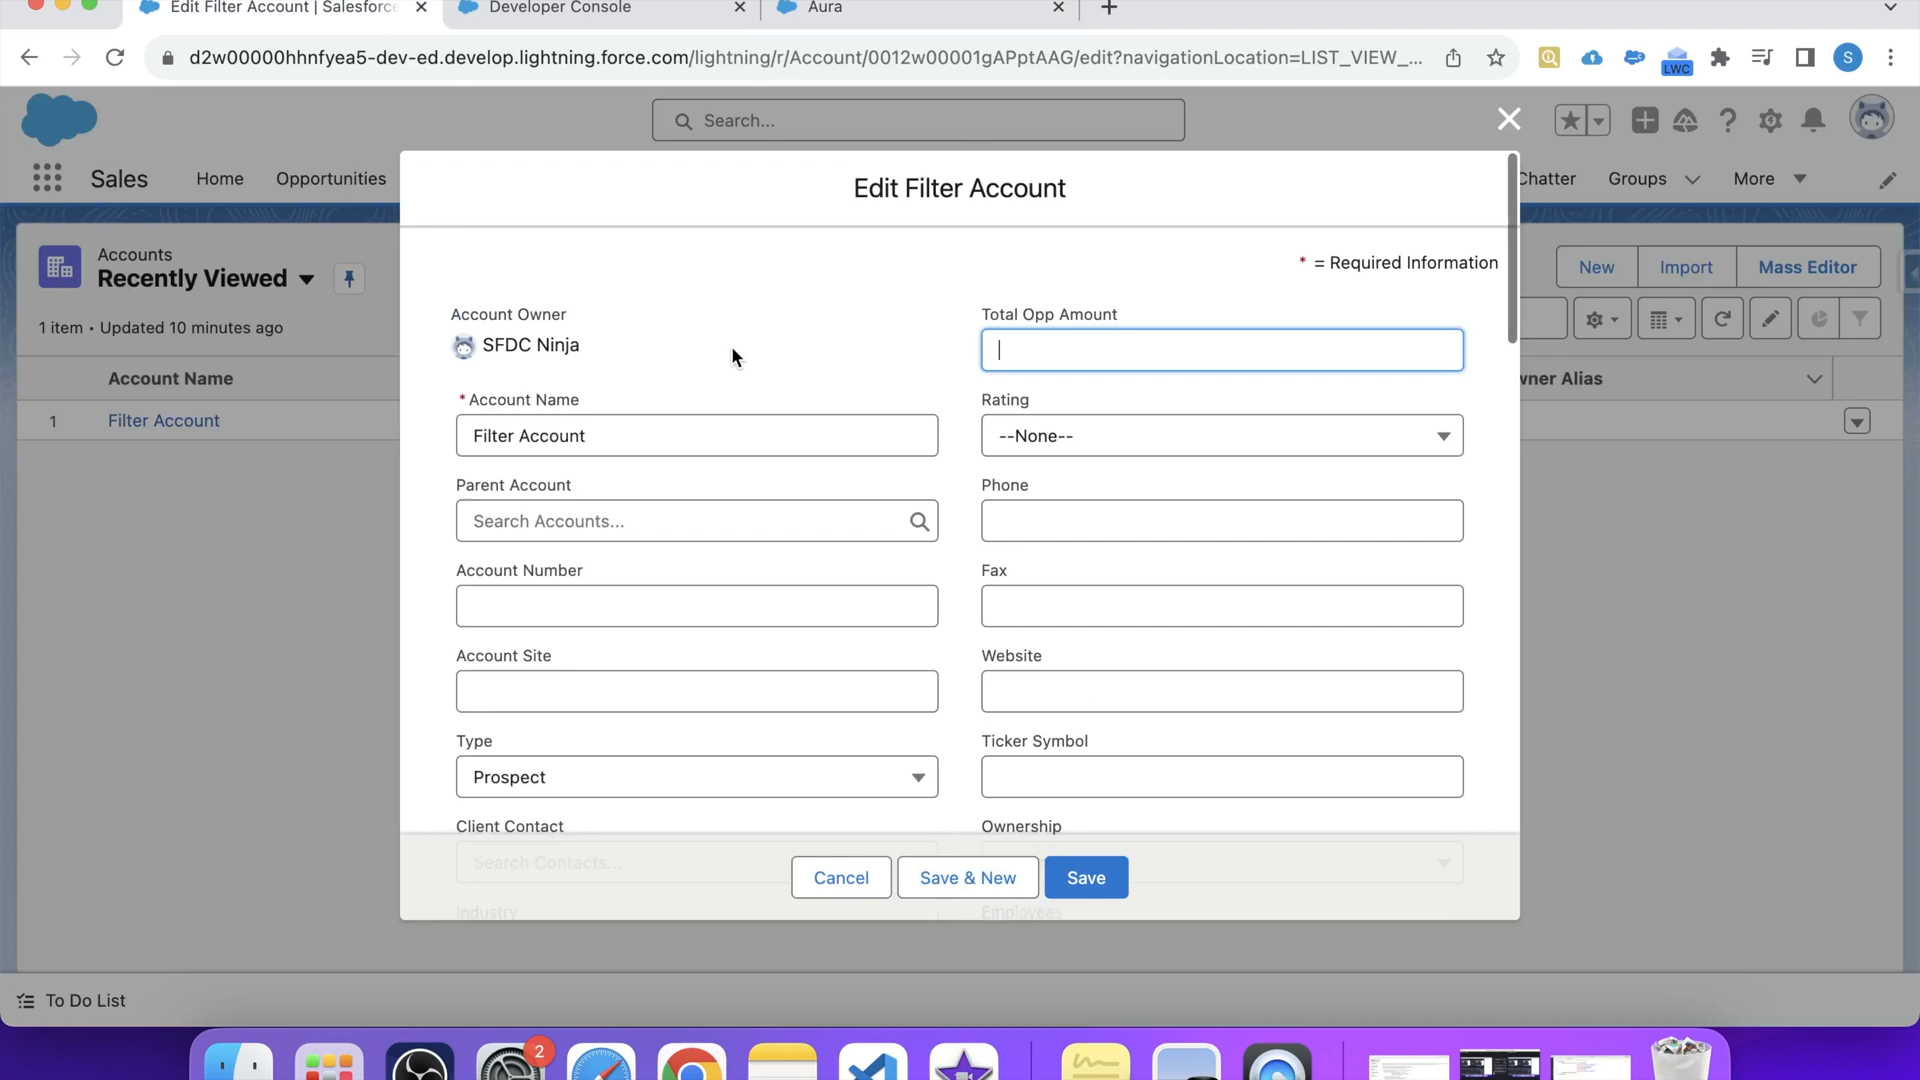 Edit Filter Account | Salesforce
Developer Console
Aura
d2w00000hhnfyea5-dev-ed.develop.lightning.force.com/lightning/r/Account/0012w00001gAPptAAG/edit?navigationLocation=LIST_VIEW_...
LWC
S
Search...
Sales
Home
Opportunities
Chatter
Groups
More
Edit Filter Account
* = Required Information
Accounts
Recently Viewed
1 item • Updated 10 minutes ago
New
Import
Mass Editor
Account Name
wner Alias
1
Filter Account
Account Owner
SFDC Ninja
Total Opp Amount
* Account Name
Filter Account
Rating
--None--
Parent Account
Search Accounts...
Phone
Account Number
Fax
Account Site
Website
Type
Prospect
Ticker Symbol
Client Contact
Search Contacts...
Ownership
Cancel
Save & New
Save
Industry
Employees
To Do List
2